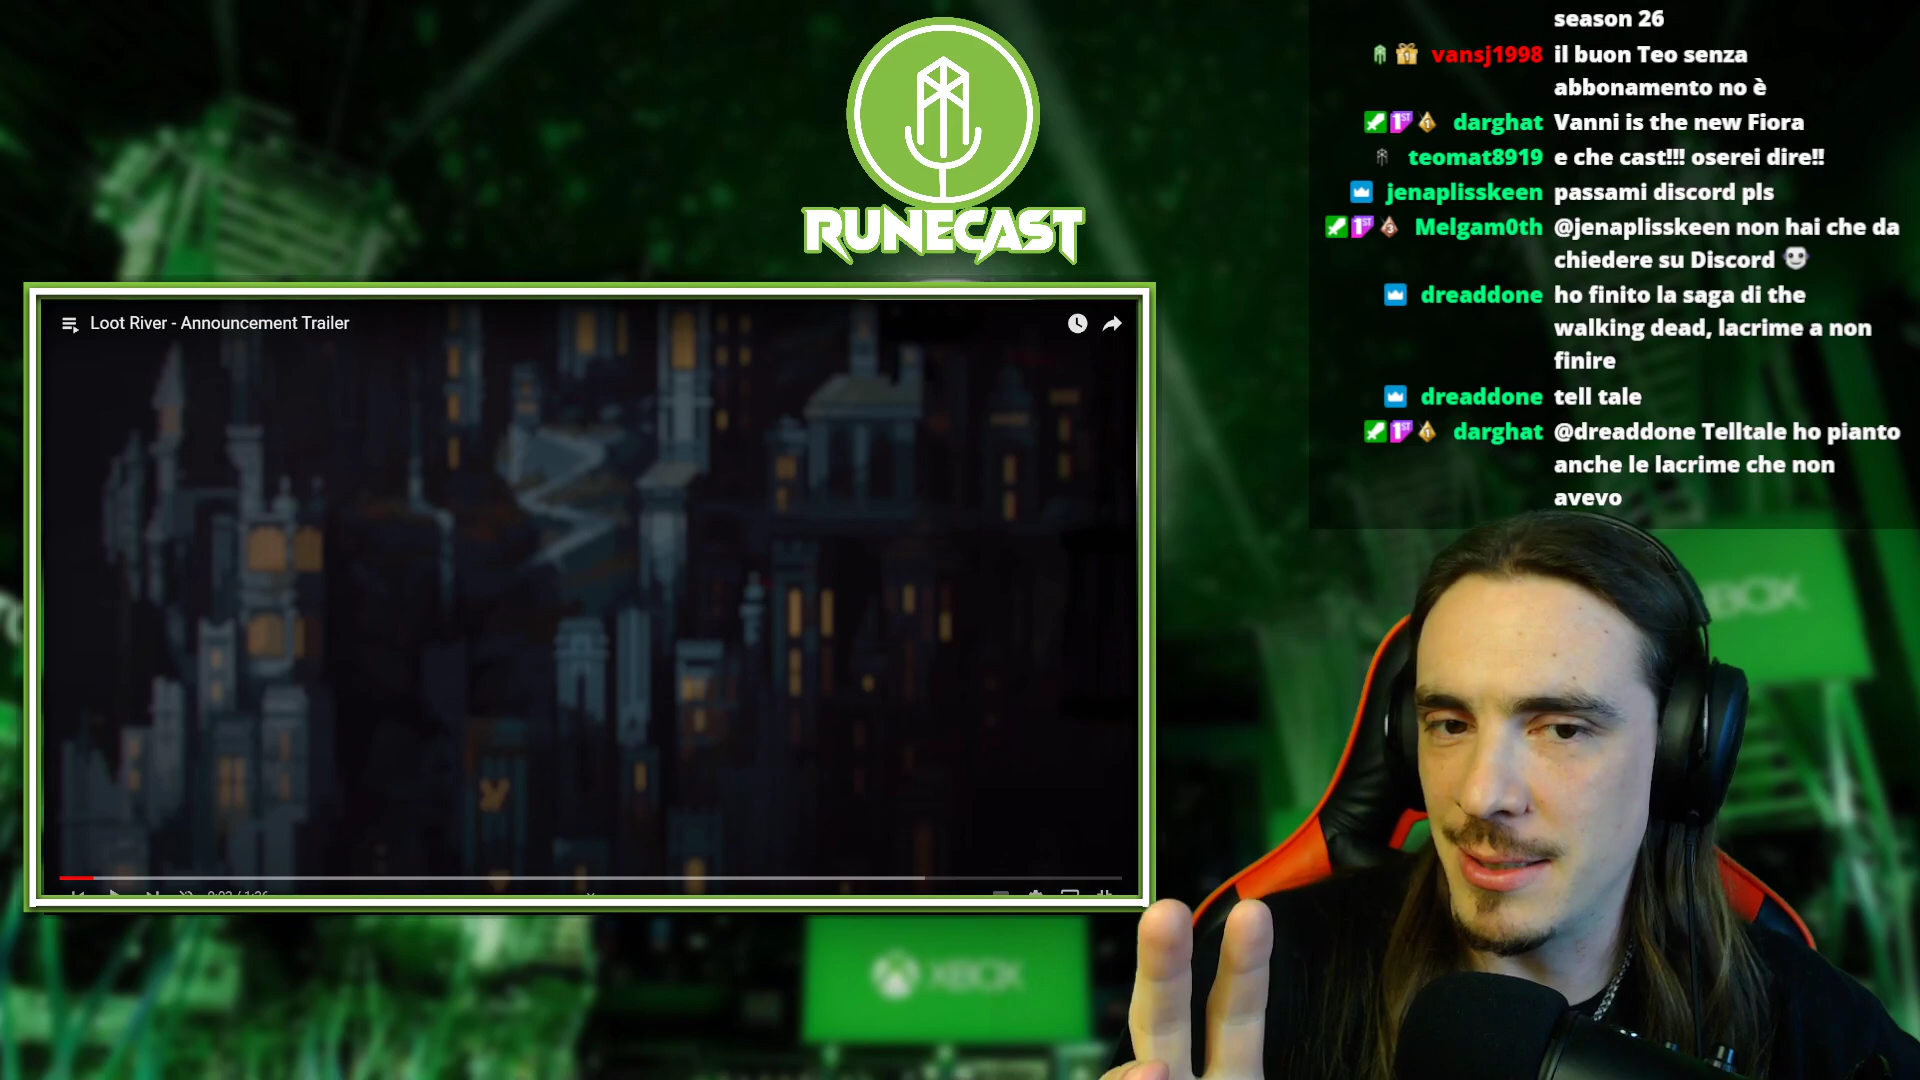 RUNECAST
Loot River - Announcement Trailer
XBOX
season 26
vansj1998 il buon Teo senza
abbonamento no è
darghat Vanni is the new Fiora
teomat8919 e che cast!!! oserei dire!!
jenaplisskeen passami discord pls
Melgam0th @jenaplisskeen non hai che da
chiedere su Discord
dreaddone ho finito la saga di the
walking dead, lacrime a non
finire
dreaddone tell tale
darghat @dreaddone Telltale ho pianto
anche le lacrime che non
avevo
XBOX